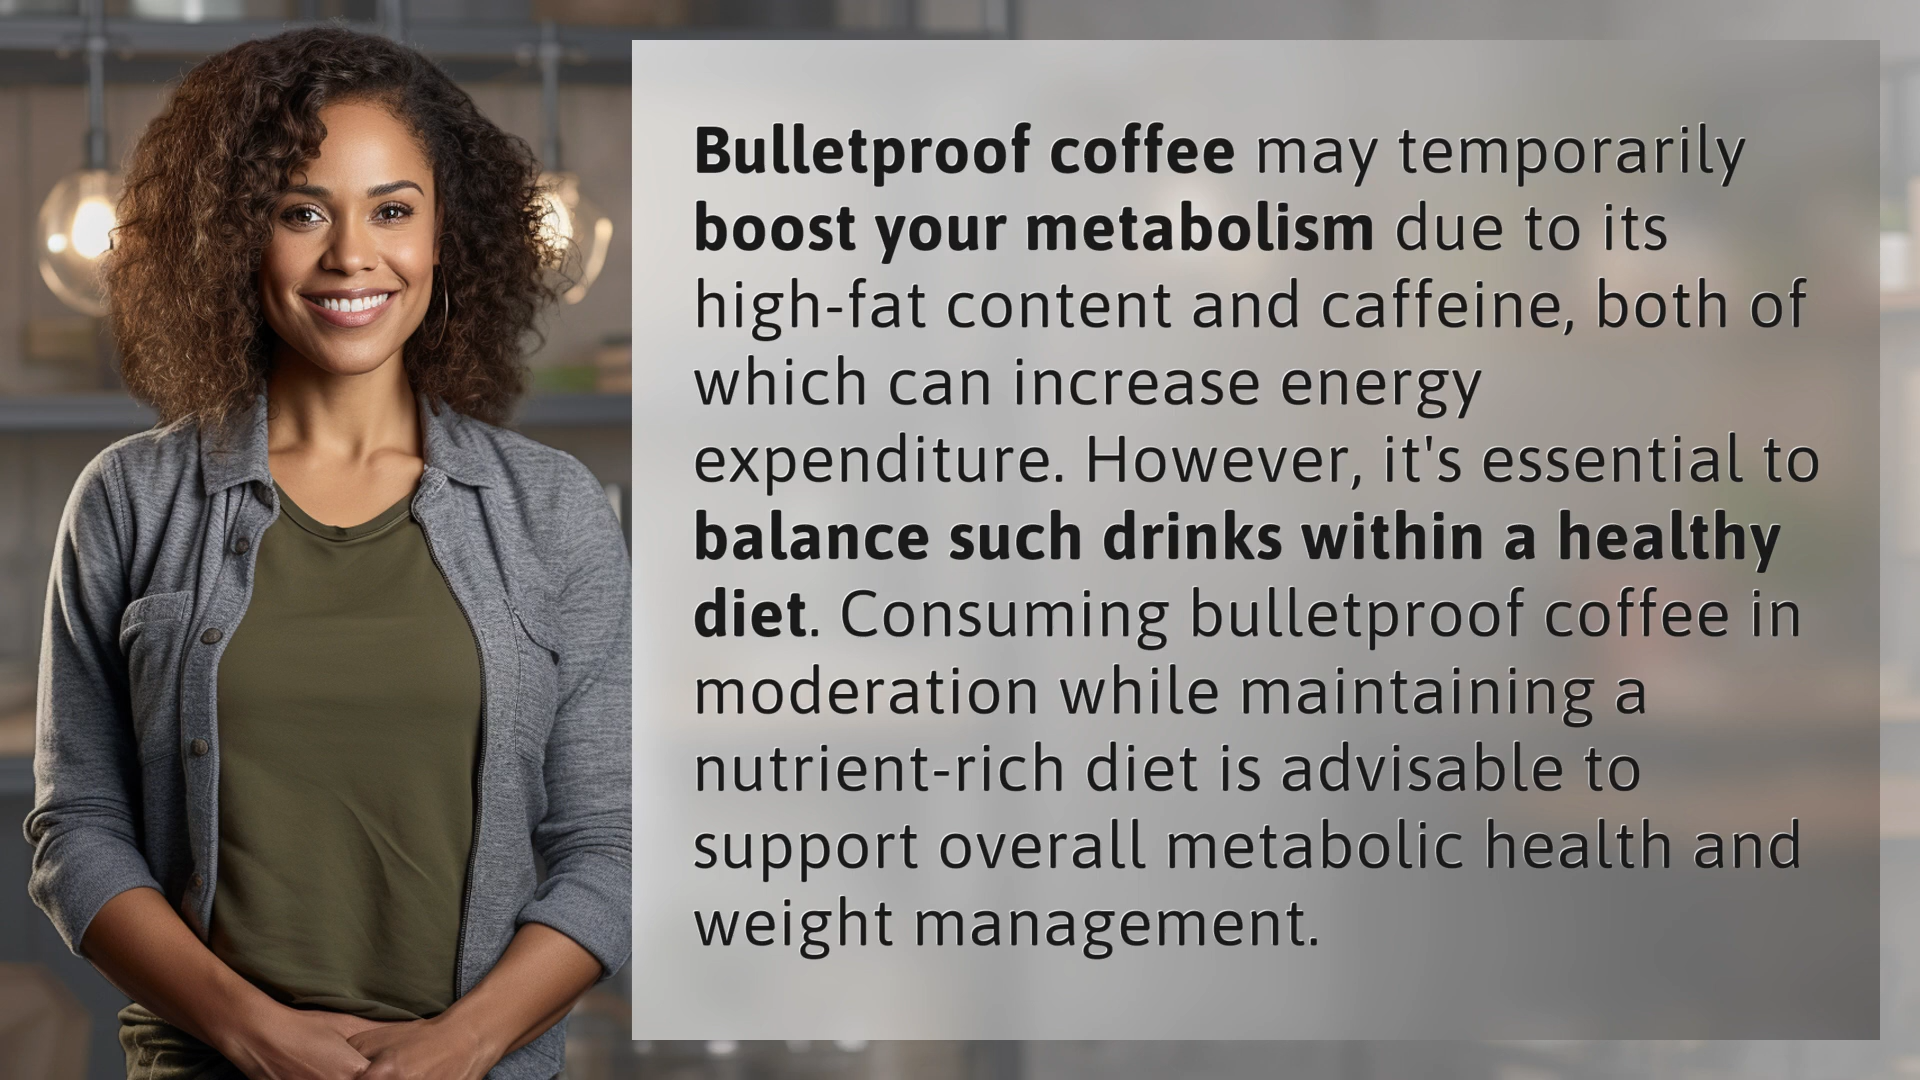 Bulletproof coffee may temporarily
boost your metabolism due to its
high-fat content and caffeine, both of
which can increase energy
expenditure. However, it's essential to
balance such drinks within a healthy
diet. Consuming bulletproof coffee in
moderation while maintaining a
nutrient-rich diet is advisable to
support overall metabolic health and
weight management.